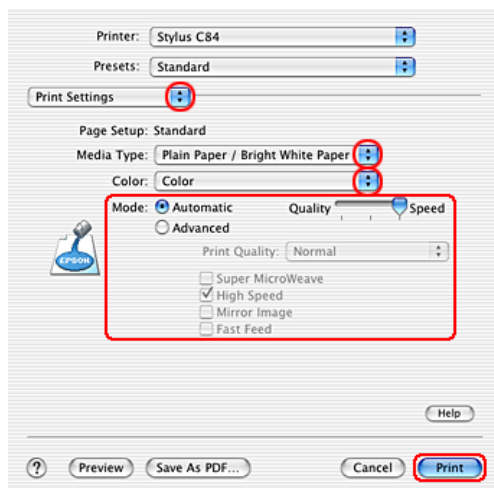 Printer: Stylus C84
Presets: Standard
Print Settings
Page Setup: Standard
Media Type: Plain Paper / Bright White Paper
Color: Color
Mode: Automatic Quality Speed
Advanced
Print Quality: Normal
Super MicroWeave
High Speed
Mirror Image
Fast Feed
EPSON
Help
? Preview Save As PDF... Cancel Print